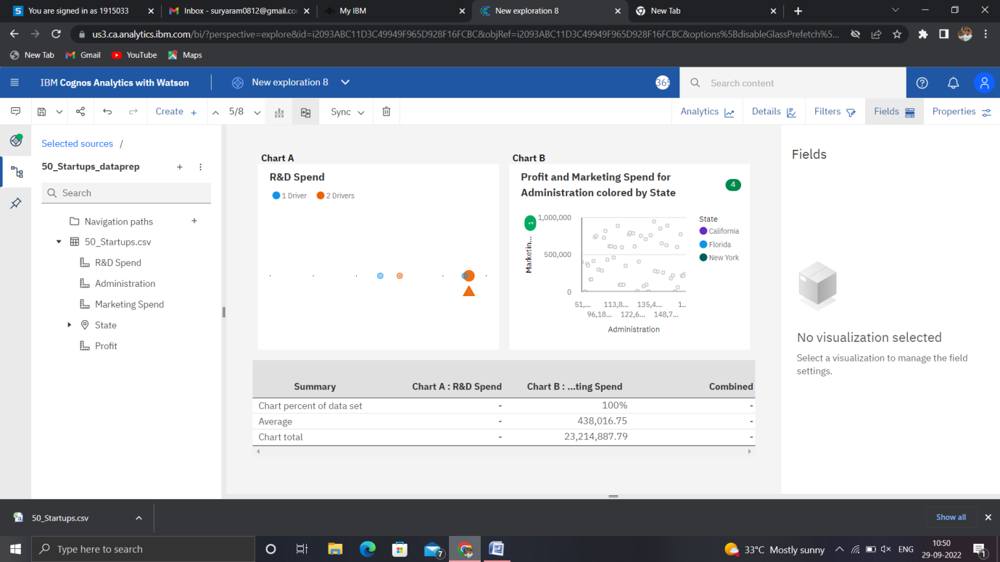 You are signed in as 1915033
Inbox - suryaram0812@gmail.co
My IBM
New exploration 8
New Tab
us3.ca.analytics.ibm.com/bi/?perspective=explore&id=i2093ABC11D3C49949F965D928F16FCBC&objRef=i2093ABC11D3C49949F965D928F16FCBC&options%5BdisableGlassPrefetch%5...
New Tab
Gmail
YouTube
Maps
IBM Cognos Analytics with Watson
New exploration 8
365
Search content
Create +
5/8
Sync
Analytics
Details
Filters
Fields
Properties
Selected sources /
50_Startups_dataprep
Search
Navigation paths
50_Startups.csv
R&D Spend
Administration
Marketing Spend
State
Profit
Chart A
R&D Spend
1 Driver 2 Drivers
Chart B
Profit and Marketing Spend for
Administration colored by State
4
1
Marketin...
1,000,000
500,000
0
51,... 113,8... 135,4... 1..
96,18... 122,6... 148,7...
Administration
State
California
Florida
New York
Summary Chart A : R&D Spend Chart B : ...ting Spend Combined
Chart percent of data set - 100% -
Average - 438,016.75 -
Chart total - 23,214,887.79 -
Fields
No visualization selected
Select a visualization to manage the field
settings.
50_Startups.csv
Show all
Type here to search
7
33°C Mostly sunny
ENG
10:50
29-09-2022
1